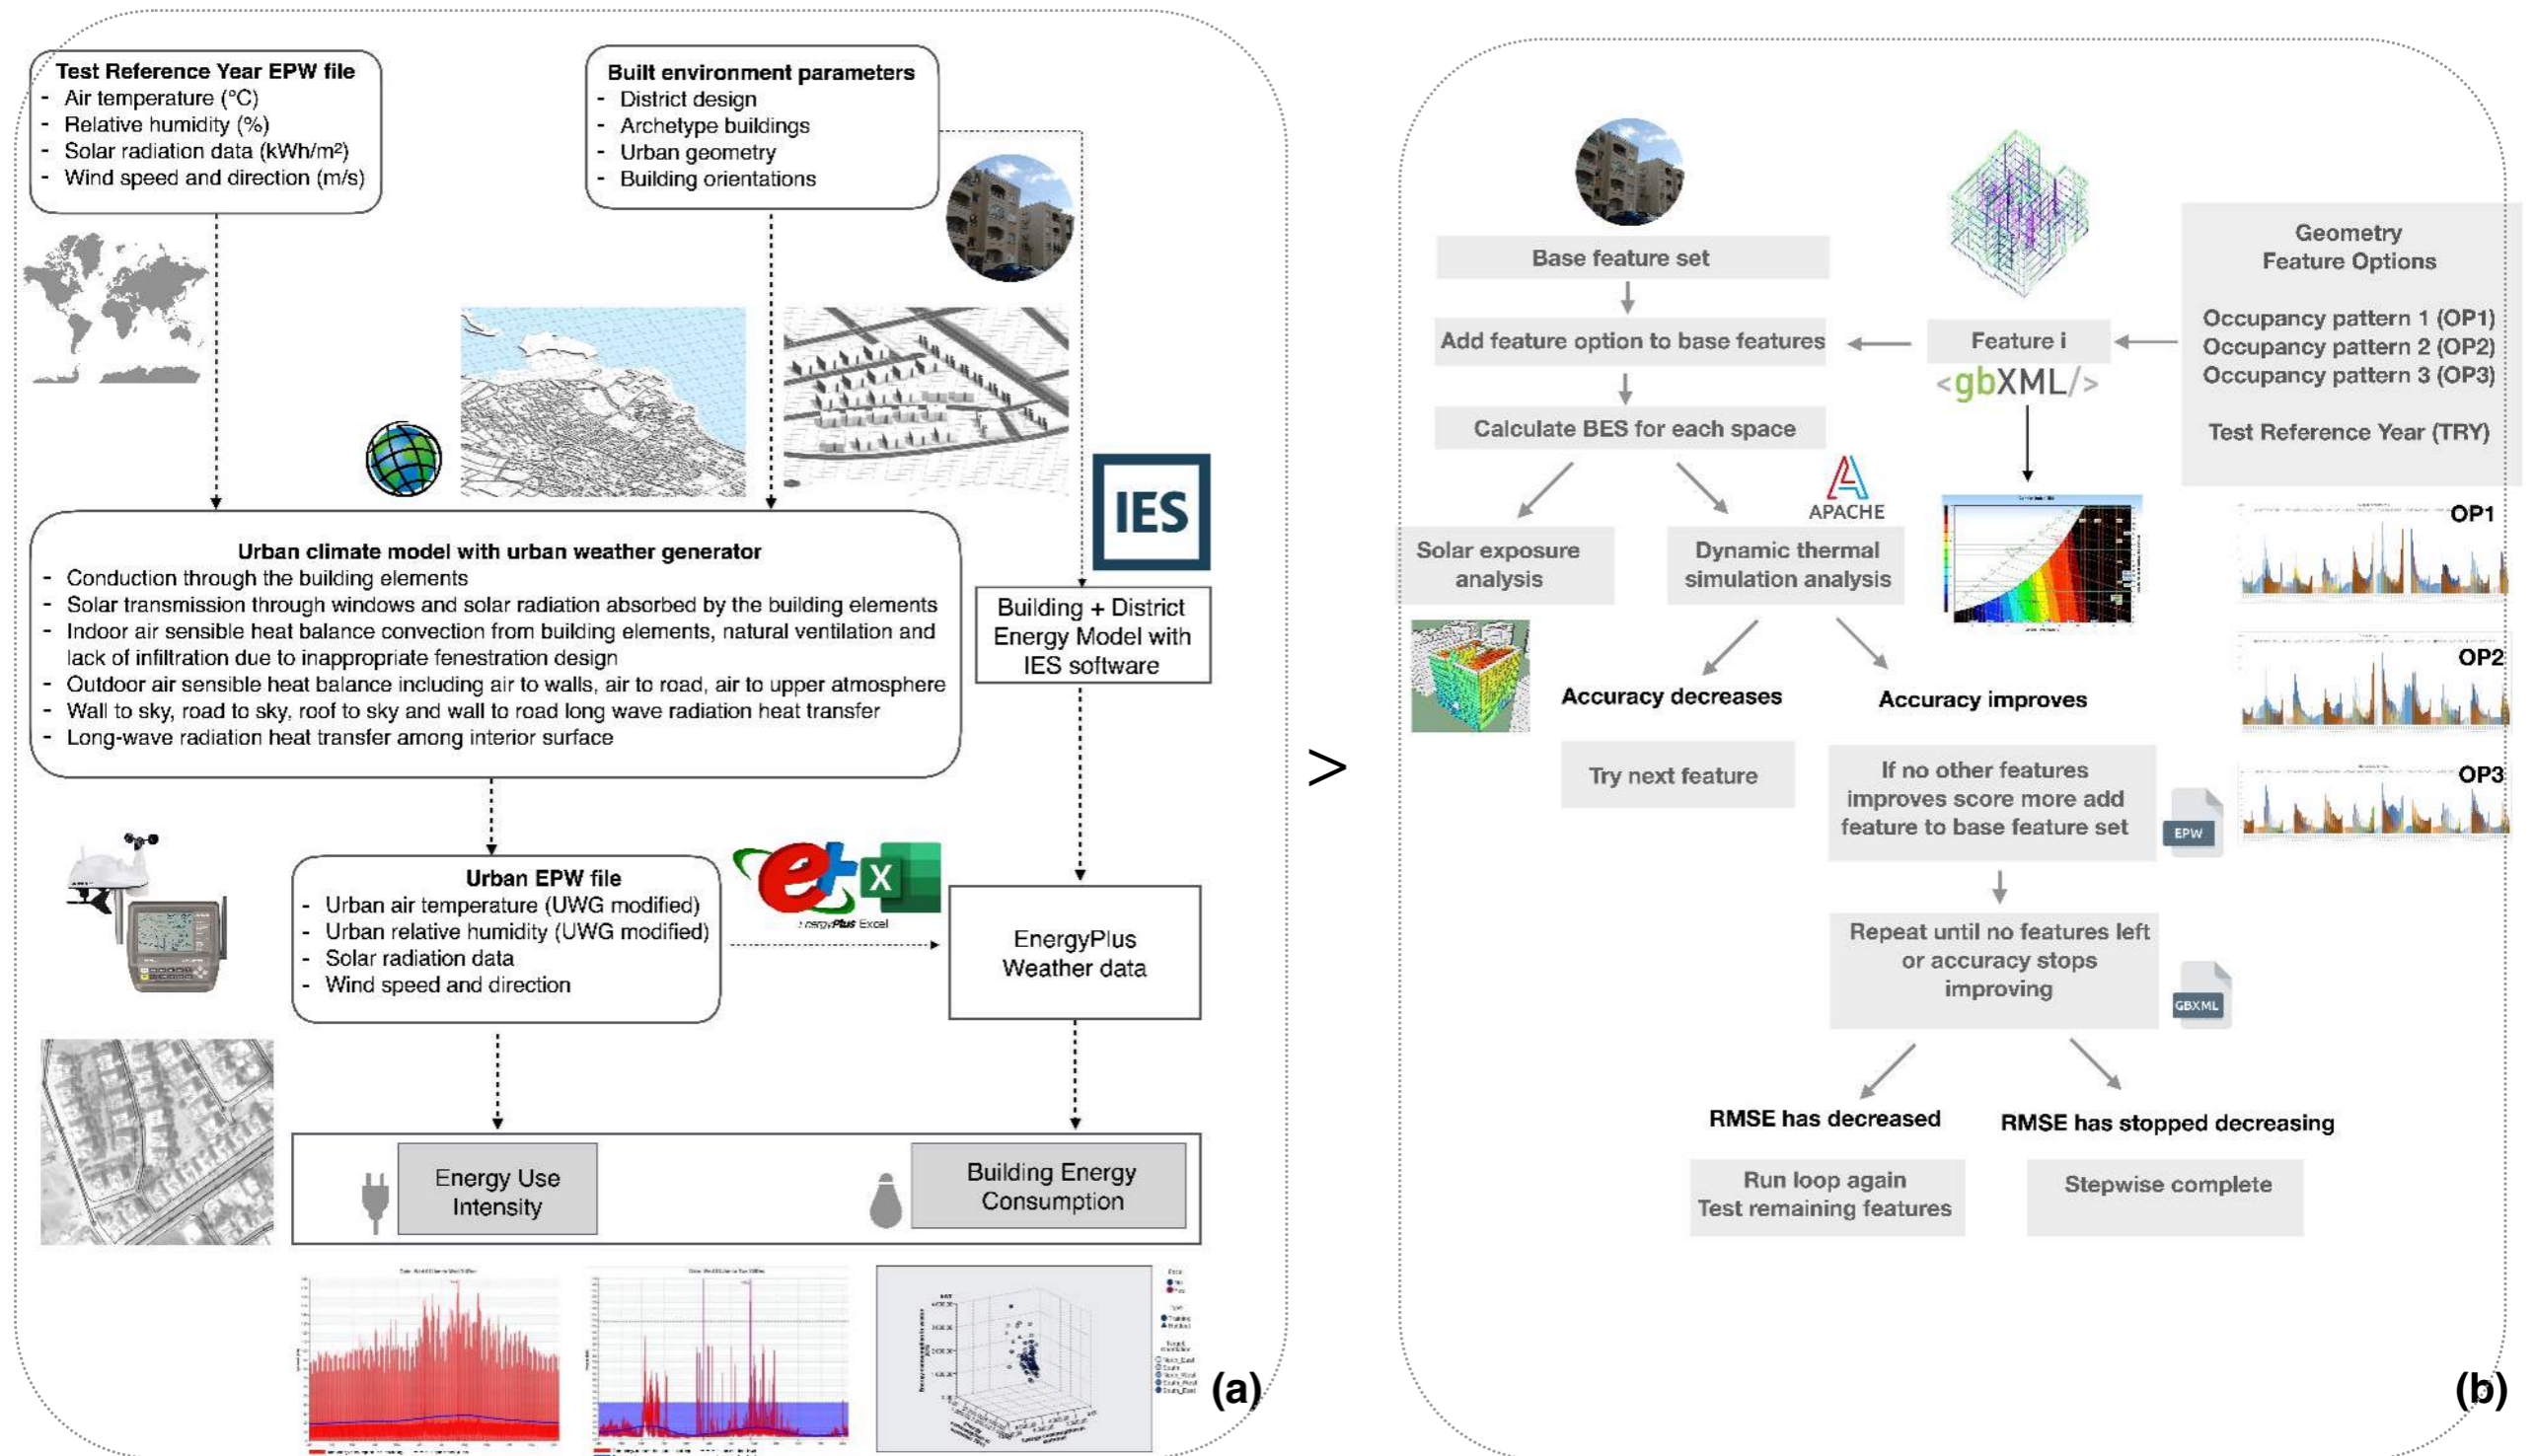 Test Reference Year EPW file
- Air temperature (°C)
- Relative humidity (%)
- Solar radiation data (kWh/m²)
- Wind speed and direction (m/s)
Built environment parameters
- District design
- Archetype buildings
- Urban geometry
- Building orientations
IES
Urban climate model with urban weather generator
- Conduction through the building elements
- Solar transmission through windows and solar radiation absorbed by the building elements
- Indoor air sensible heat balance convection from building elements, natural ventilation and
lack of infiltration due to inappropriate fenestration design
- Outdoor air sensible heat balance including air to walls, air to road, air to upper atmosphere
- Wall to sky, road to sky, roof to sky and wall to road long wave radiation heat transfer
- Long-wave radiation heat transfer among interior surface
Building + District
Energy Model with
IES software
Urban EPW file
- Urban air temperature (UWG modified)
- Urban relative humidity (UWG modified)
- Solar radiation data
- Wind speed and direction
e+
X
EnergyPlus Excel
EnergyPlus
Weather data
Energy Use
Intensity
Building Energy
Consumption
(a)
>
Base feature set
Add feature option to base features
Calculate BES for each space
Feature i
<gbXML/>
Geometry
Feature Options
Occupancy pattern 1 (OP1)
Occupancy pattern 2 (OP2)
Occupancy pattern 3 (OP3)
Test Reference Year (TRY)
APACHE
Solar exposure
analysis
Dynamic thermal
simulation analysis
OP1
OP2
OP3
Accuracy decreases
Accuracy improves
Try next feature
If no other features
improves score more add
feature to base feature set
EPW
Repeat until no features left
or accuracy stops
improving
GBXML
RMSE has decreased
RMSE has stopped decreasing
Run loop again
Test remaining features
Stepwise complete
(b)